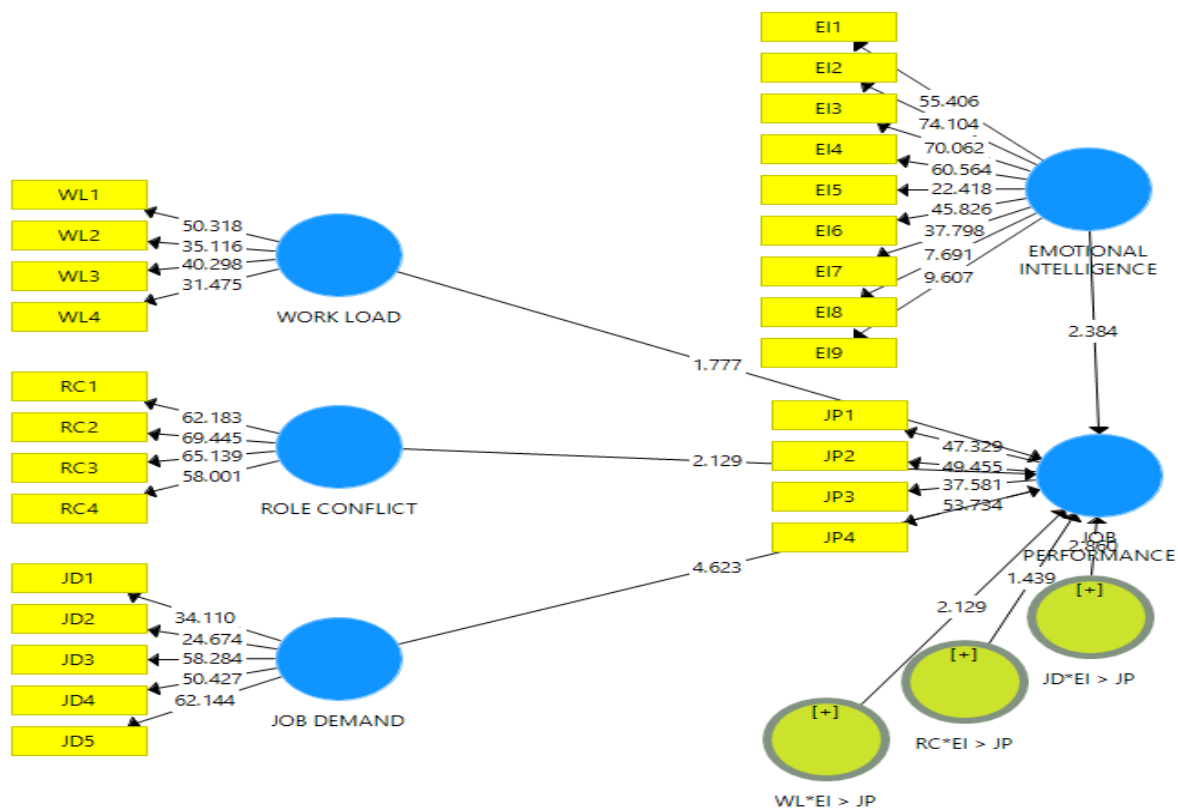 EI1
EI2
EI3
EI4
EI5
EI6
EI7
EI8
EI9
55.406
74.104
70.062
60.564
22.418
45.826
37.798
7.691
9.607
EMOTIONAL
INTELLIGENCE
2.384
WL1
WL2
WL3
WL4
50.318
35.116
40.298
31.475
WORK LOAD
1.777
RC1
RC2
RC3
RC4
62.183
69.445
65.139
58.001
ROLE CONFLICT
2.129
JP1
JP2
JP3
JP4
47.329
49.455
37.581
53.734
JOB
PERFORMANCE
JD1
JD2
JD3
JD4
JD5
34.110
24.674
58.284
50.427
62.144
JOB DEMAND
4.623
2.860
1.439
2.129
[+]
JD*EI > JP
[+]
RC*EI > JP
[+]
WL*EI > JP